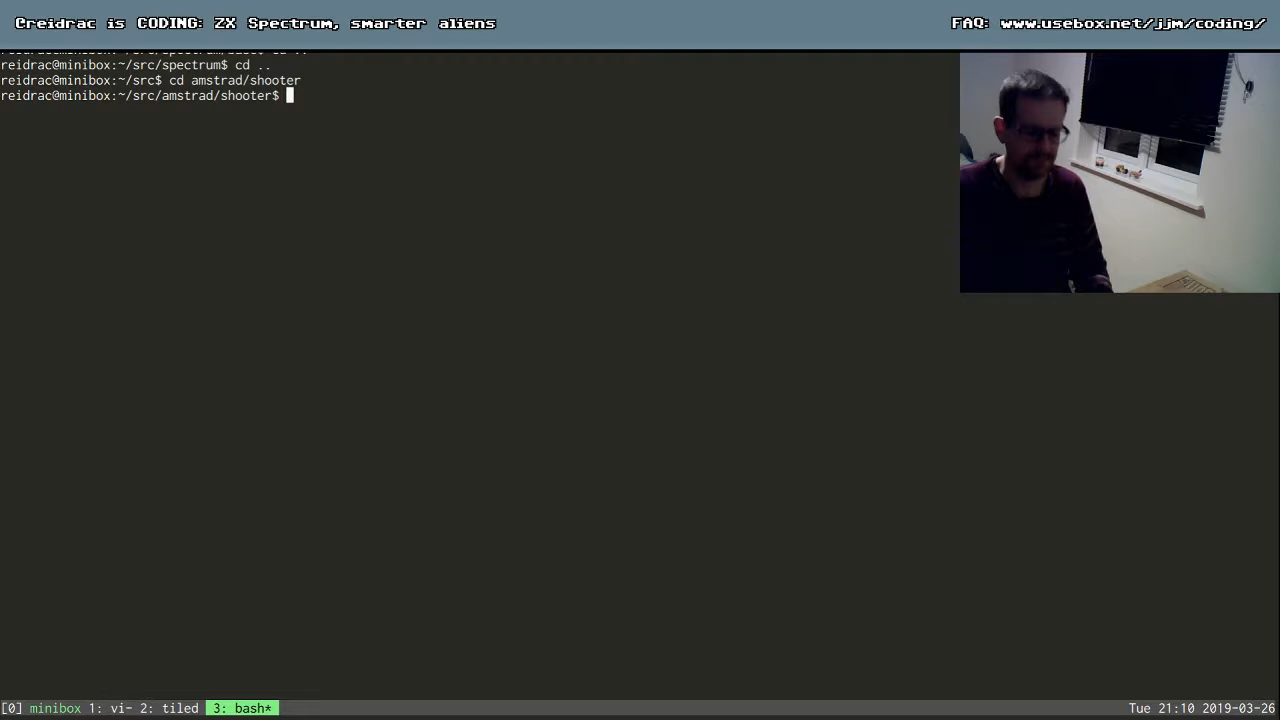 @reidrac is CODING: ZX Spectrum, smarter aliens
FAQ: www.usebox.net/jjm/coding/
reidrac@minibox:~/src/spectrum$ cd ..
reidrac@minibox:~/src$ cd amstrad/shooter
reidrac@minibox:~/src/amstrad/shooter$
[0] minibox 1: vi- 2: tiled 3: bash*
Tue 21:10 2019-03-26